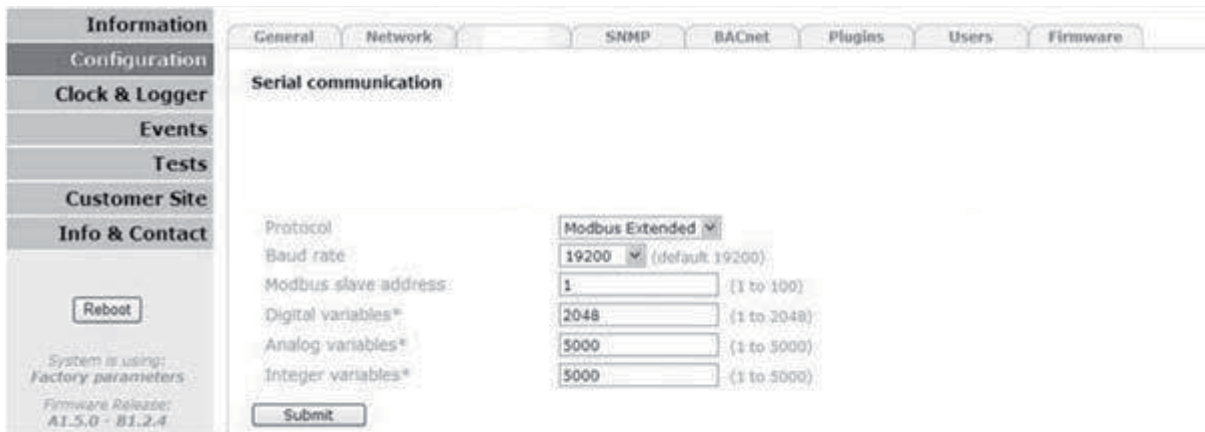 Information
Configuration
Clock & Logger
Events
Tests
Customer Site
Info & Contact
Reboot
System is using:
Factory parameters
Firmware Release:
A1.5.0 - B1.2.4
General Network SNMP BACnet Plugins Users Firmware
Serial communication
Protocol Modbus Extended
Baud rate 19200 (default 19200)
Modbus slave address 1 (1 to 100)
Digital variables* 2048 (1 to 2048)
Analog variables* 5000 (1 to 5000)
Integer variables* 5000 (1 to 5000)
Submit